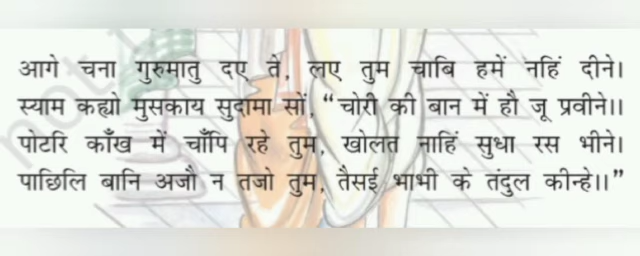 आगे चना गुरुमातु दए ते, लए तुम चाबि हमें नहिं दीने।
स्याम कह्यो मुसकाय सुदामा सों, “चोरी की बान में हौ जू प्रवीने॥
पोटरि काँख में चाँपि रहे तुम, खोलत नाहिं सुधा रस भीने।
पाछिलि बानि अजौ न तजो तुम, तैसई भाभी के तंदुल कीन्हे॥”